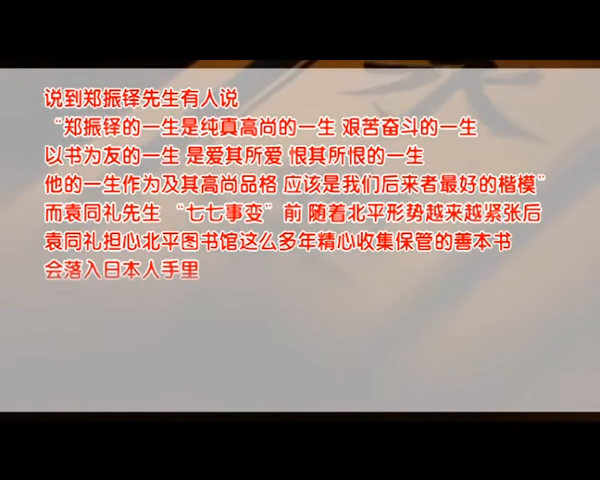 说到郑振铎先生有人说
“郑振铎的一生是纯真高尚的一生 艰苦奋斗的一生
以书为友的一生 是爱其所爱 恨其所恨的一生
他的一生作为及其高尚品格 应该是我们后来者最好的楷模”
而袁同礼先生 “七七事变”前 随着北平形势越来越紧张后
袁同礼担心北平图书馆这么多年精心收集保管的善本书
会落入日本人手里